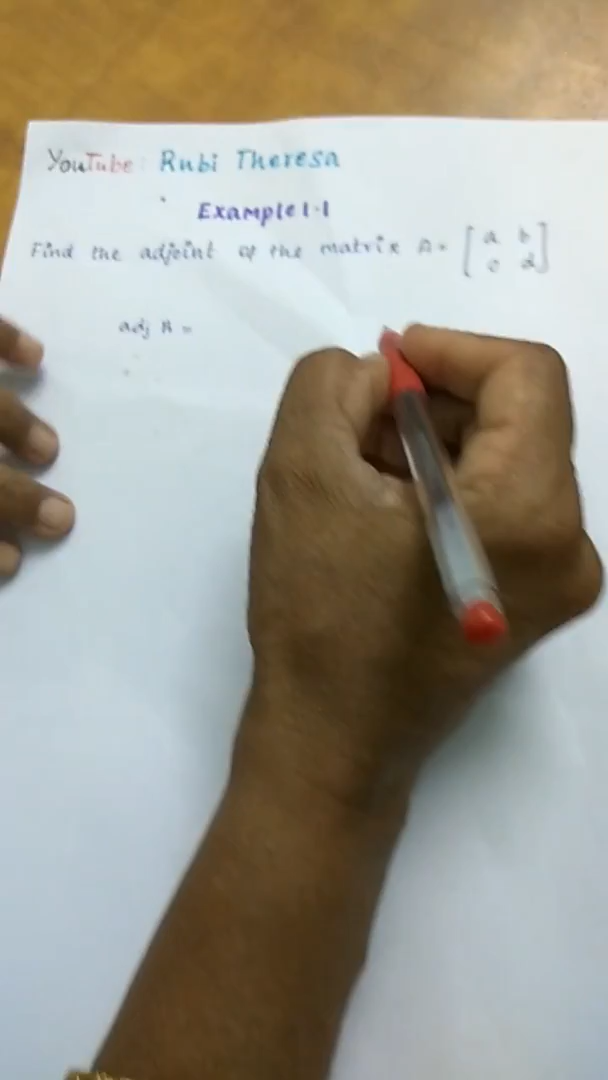 YouTube: Rubi Theresa
Example 1.1
Find the adjoint of the matrix A = [ a b
c d ]
adj A =